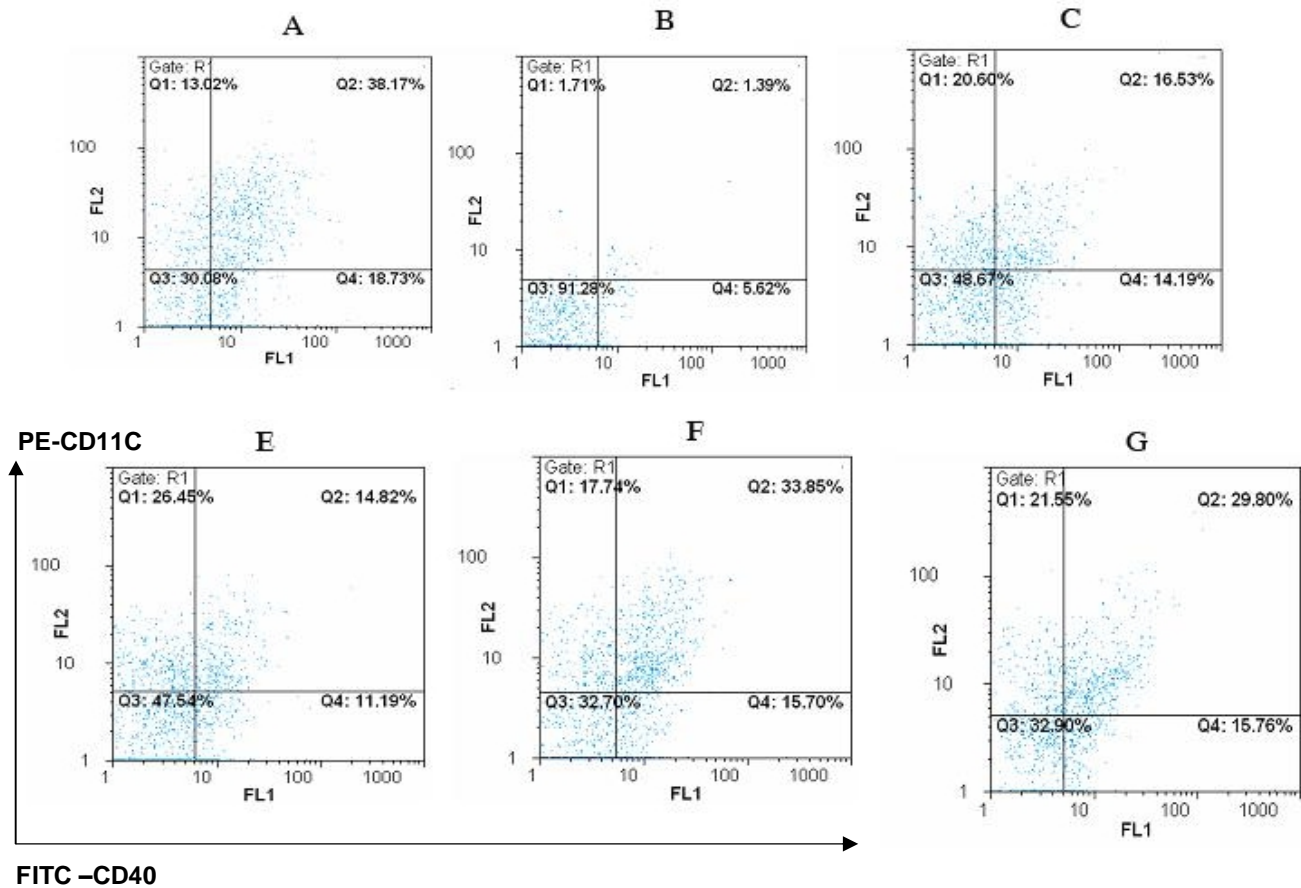 A
Gate: R1
Q1: 13.02% Q2: 38.17%
100
FL2
10
Q3: 30.08% Q4: 18.73%
1
1 10 100 1000
FL1
B
Gate: R1
Q1: 1.71% Q2: 1.39%
100
FL2
10
Q3: 91.28% Q4: 5.62%
1
1 10 100 1000
FL1
C
Gate: R1
Q1: 20.60% Q2: 16.53%
100
FL2
10
Q3: 48.67% Q4: 14.19%
1
1 10 100 1000
FL1
PE-CD11C
E
Gate: R1
Q1: 26.45% Q2: 14.82%
100
FL2
10
Q3: 47.54% Q4: 11.19%
1
1 10 100 1000
FL1
F
Gate: R1
Q1: 17.74% Q2: 33.85%
100
FL2
10
Q3: 32.70% Q4: 15.70%
1
1 10 100 1000
FL1
G
Gate: R1
Q1: 21.55% Q2: 29.80%
100
FL2
10
Q3: 32.90% Q4: 15.76%
1
1 10 100 1000
FL1
FITC –CD40